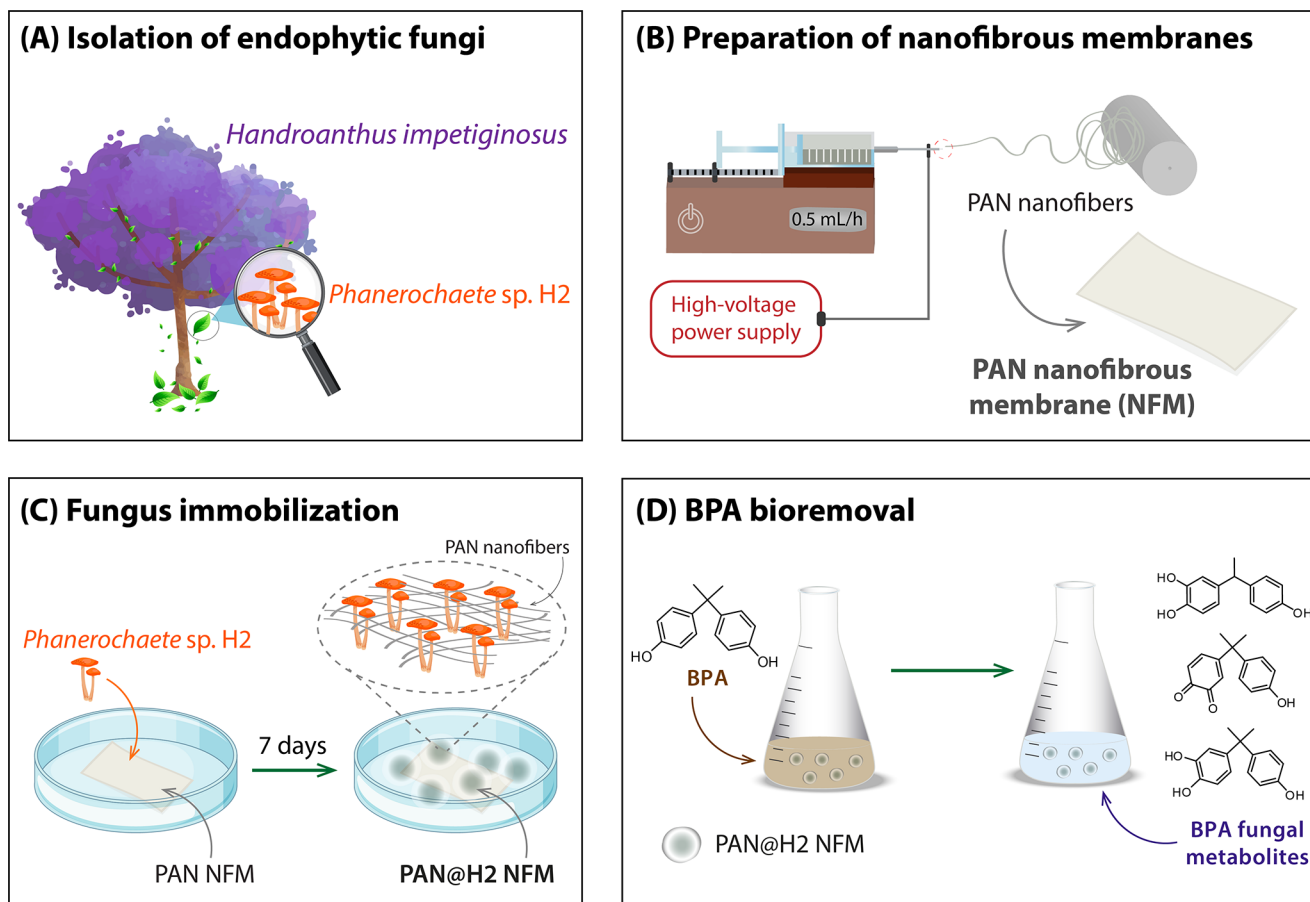 (A) Isolation of endophytic fungi
Handroanthus impetiginosus
Phanerochaete sp. H2
(B) Preparation of nanofibrous membranes
0.5 mL/h
High-voltage
power supply
PAN nanofibers
PAN nanofibrous
membrane (NFM)
(C) Fungus immobilization
PAN nanofibers
Phanerochaete sp. H2
7 days
PAN NFM
PAN@H2 NFM
(D) BPA bioremoval
HO
OH
BPA
PAN@H2 NFM
HO
HO
OH
O
O
OH
HO
HO
OH
BPA fungal
metabolites